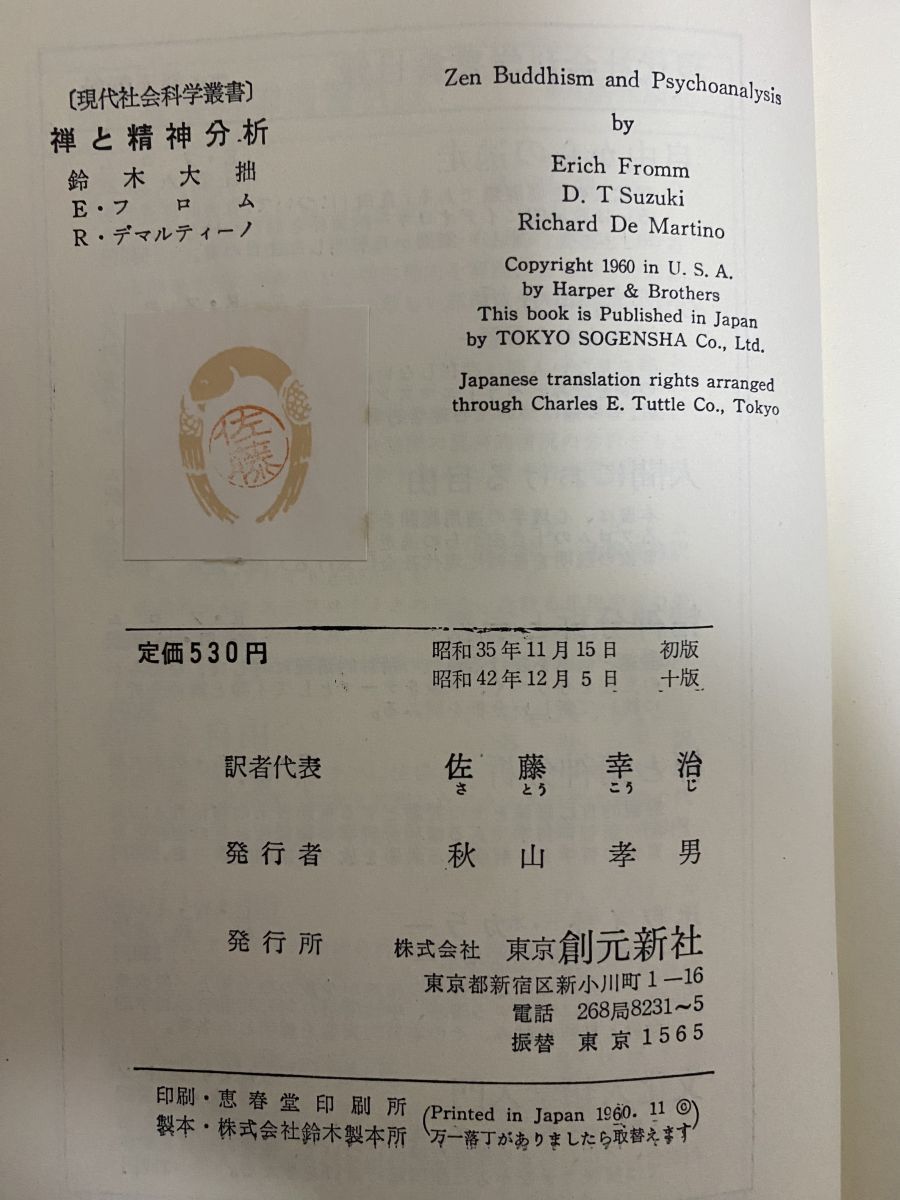 〔現代社会科学叢書〕
禅と精神分析
鈴木大拙
E・フロム
R・デマルティーノ
Zen Buddhism and Psychoanalysis
by
Erich Fromm
D. T Suzuki
Richard De Martino
Copyright 1960 in U. S. A.
by Harper & Brothers
This book is Published in Japan
by TOKYO SOGENSHA Co., Ltd.
Japanese translation rights arranged
through Charles E. Tuttle Co., Tokyo
佐藤
定価530円
昭和35年11月15日 初版
昭和42年12月5日 十版
訳者代表 佐藤幸治
さとうこうじ
発行者 秋山孝男
発行所 株式会社 東京創元新社
東京都新宿区新小川町1—16
電話 268局8231~5
振替 東京1565
印刷・恵春堂印刷所
製本・株式会社鈴木製本所
(Printed in Japan 1960. 11 ©)
万一落丁がありましたら取替えます